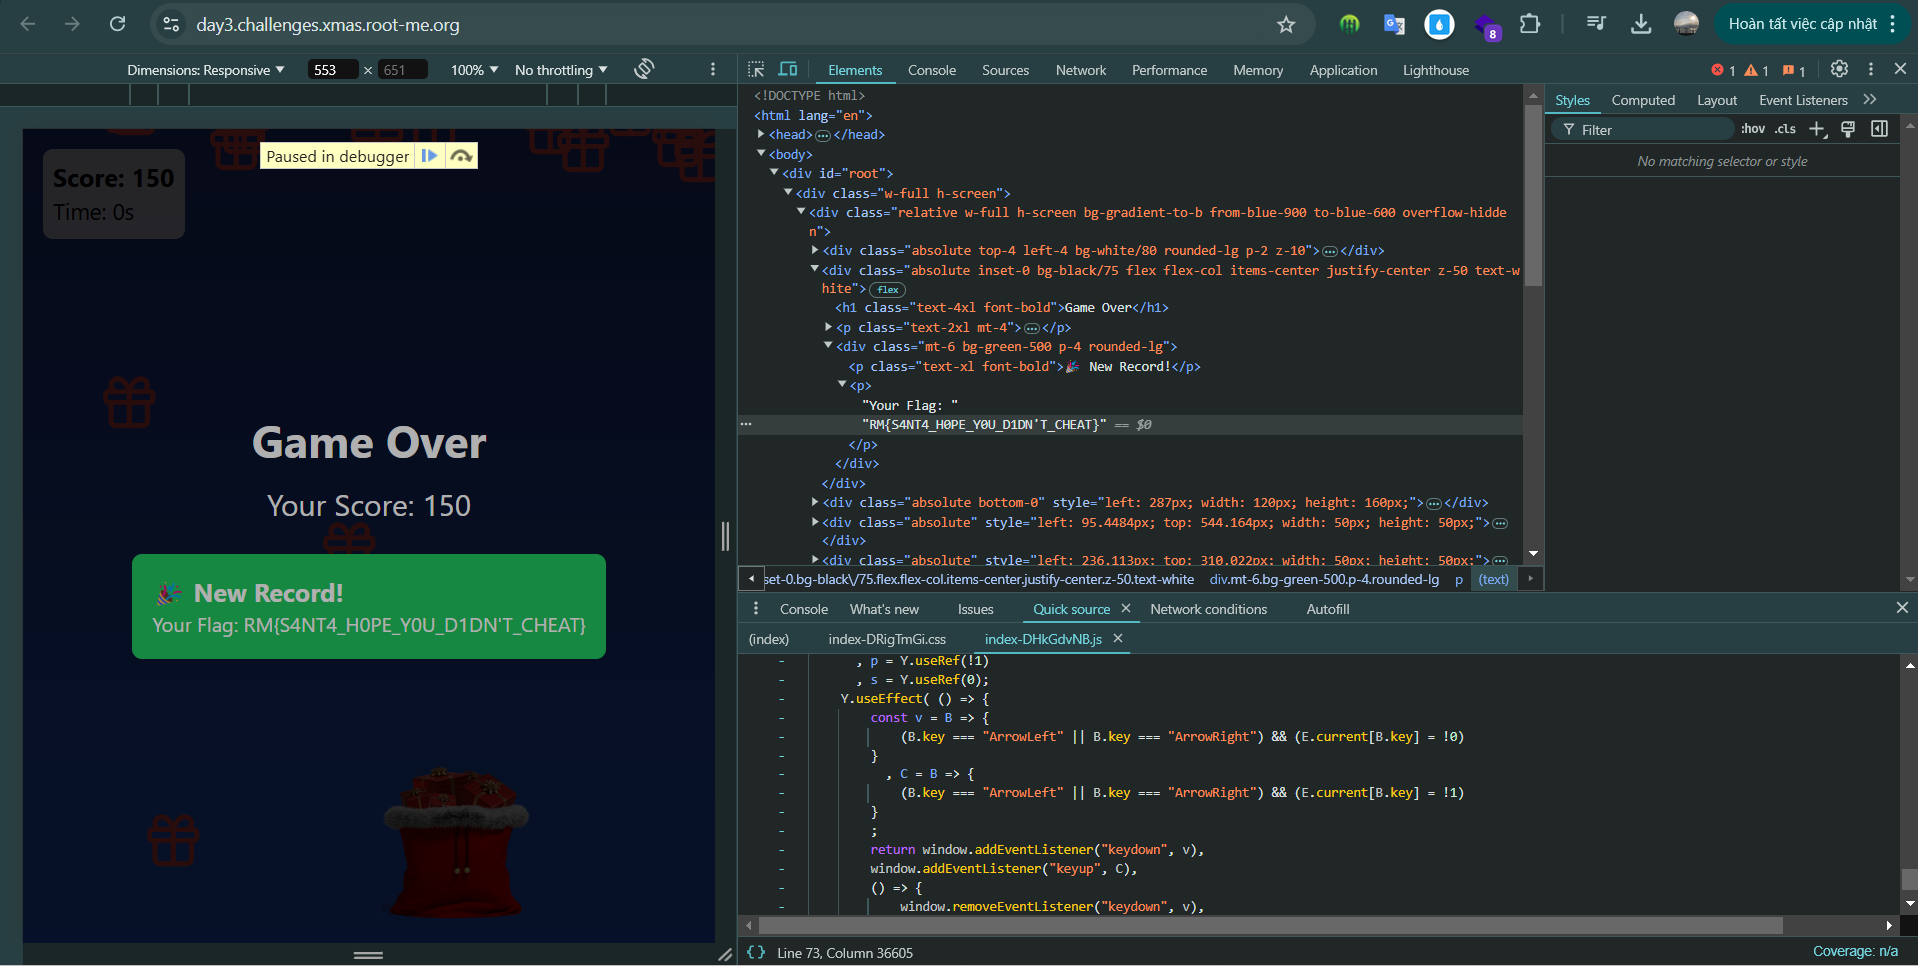 day3.challenges.xmas.root-me.org
8
Hoàn tất việc cập nhật
Dimensions: Responsive
553 × 651
100%
No throttling
Elements
Console
Sources
Network
Performance
Memory
Application
Lighthouse
1
1
1
Score: 150
Time: 0s
Paused in debugger
Game Over
Your Score: 150
🎉 New Record!
Your Flag: RM{S4NT4_H0PE_Y0U_D1DN'T_CHEAT}
<!DOCTYPE html>
<html lang="en">
<head>…</head>
<body>
<div id="root">
<div class="w-full h-screen">
<div class="relative w-full h-screen bg-gradient-to-b from-blue-900 to-blue-600 overflow-hidde
n">
<div class="absolute top-4 left-4 bg-white/80 rounded-lg p-2 z-10">…</div>
<div class="absolute inset-0 bg-black/75 flex flex-col items-center justify-center z-50 text-w
hite"> flex
<h1 class="text-4xl font-bold">Game Over</h1>
<p class="text-2xl mt-4">…</p>
<div class="mt-6 bg-green-500 p-4 rounded-lg">
<p class="text-xl font-bold">🎉 New Record!</p>
<p>
"Your Flag: "
… "RM{S4NT4_H0PE_Y0U_D1DN'T_CHEAT}" == $0
</p>
</div>
</div>
<div class="absolute bottom-0" style="left: 287px; width: 120px; height: 160px;">…</div>
<div class="absolute" style="left: 95.4484px; top: 544.164px; width: 50px; height: 50px;">…
</div>
<div class="absolute" style="left: 236.113px; top: 310.022px; width: 50px; height: 50px;">…
set-0.bg-black\/75.flex.flex-col.items-center.justify-center.z-50.text-white
div.mt-6.bg-green-500.p-4.rounded-lg
p
(text)
Styles
Computed
Layout
Event Listeners
Filter
:hov
.cls
No matching selector or style
Console
What's new
Issues
Quick source
Network conditions
Autofill
(index)
index-DRigTmGi.css
index-DHkGdvNB.js
- , p = Y.useRef(!1)
- , s = Y.useRef(0);
- Y.useEffect( () => {
- const v = B => {
- (B.key === "ArrowLeft" || B.key === "ArrowRight") && (E.current[B.key] = !0)
- }
- , C = B => {
- (B.key === "ArrowLeft" || B.key === "ArrowRight") && (E.current[B.key] = !1)
- }
- ;
- return window.addEventListener("keydown", v),
- window.addEventListener("keyup", C),
- () => {
- window.removeEventListener("keydown", v),
{ } Line 73, Column 36605
Coverage: n/a